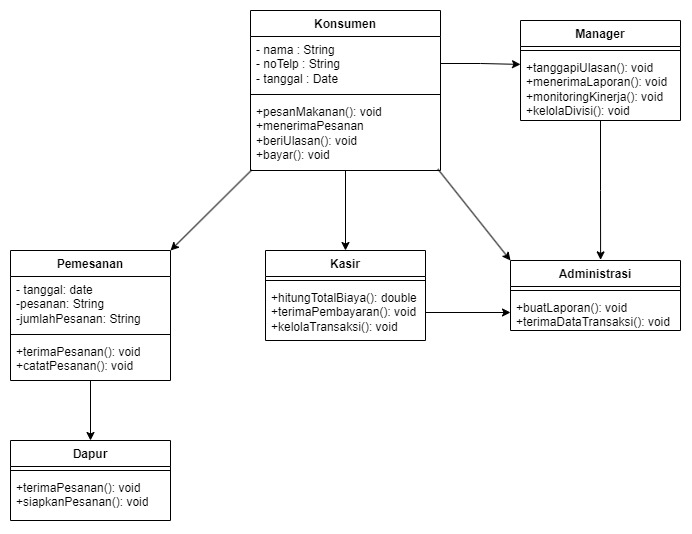 Konsumen
- nama : String
- noTelp : String
- tanggal : Date
+pesanMakanan(): void
+menerimaPesanan
+beriUlasan(): void
+bayar(): void
Manager
+tanggapiUlasan(): void
+menerimaLaporan(): void
+monitoringKinerja(): void
+kelolaDivisi(): void
Pemesanan
- tanggal: date
-pesanan: String
-jumlahPesanan: String
+terimaPesanan(): void
+catatPesanan(): void
Kasir
+hitungTotalBiaya(): double
+terimaPembayaran(): void
+kelolaTransaksi(): void
Administrasi
+buatLaporan(): void
+terimaDataTransaksi(): void
Dapur
+terimaPesanan(): void
+siapkanPesanan(): void